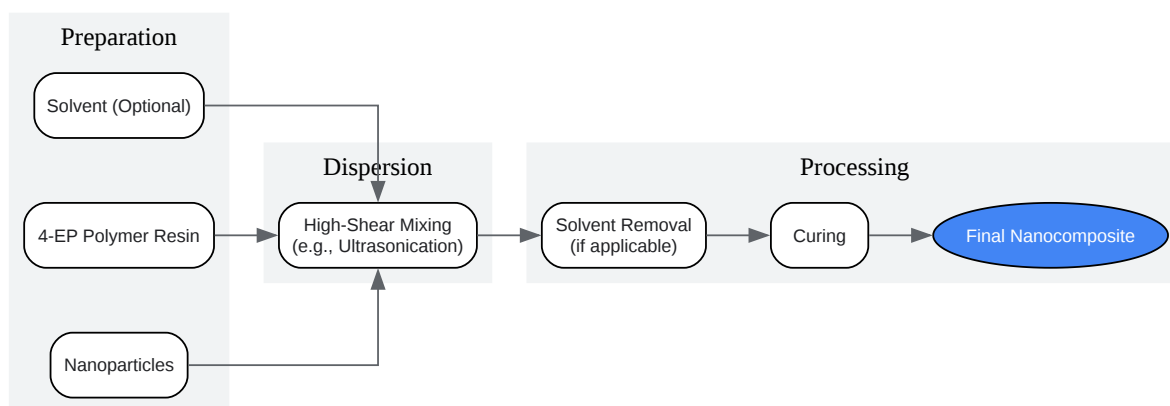 Preparation
Solvent (Optional)
4-EP Polymer Resin
Nanoparticles
Dispersion
High-Shear Mixing
(e.g., Ultrasonication)
Processing
Solvent Removal
(if applicable)
Curing
Final Nanocomposite